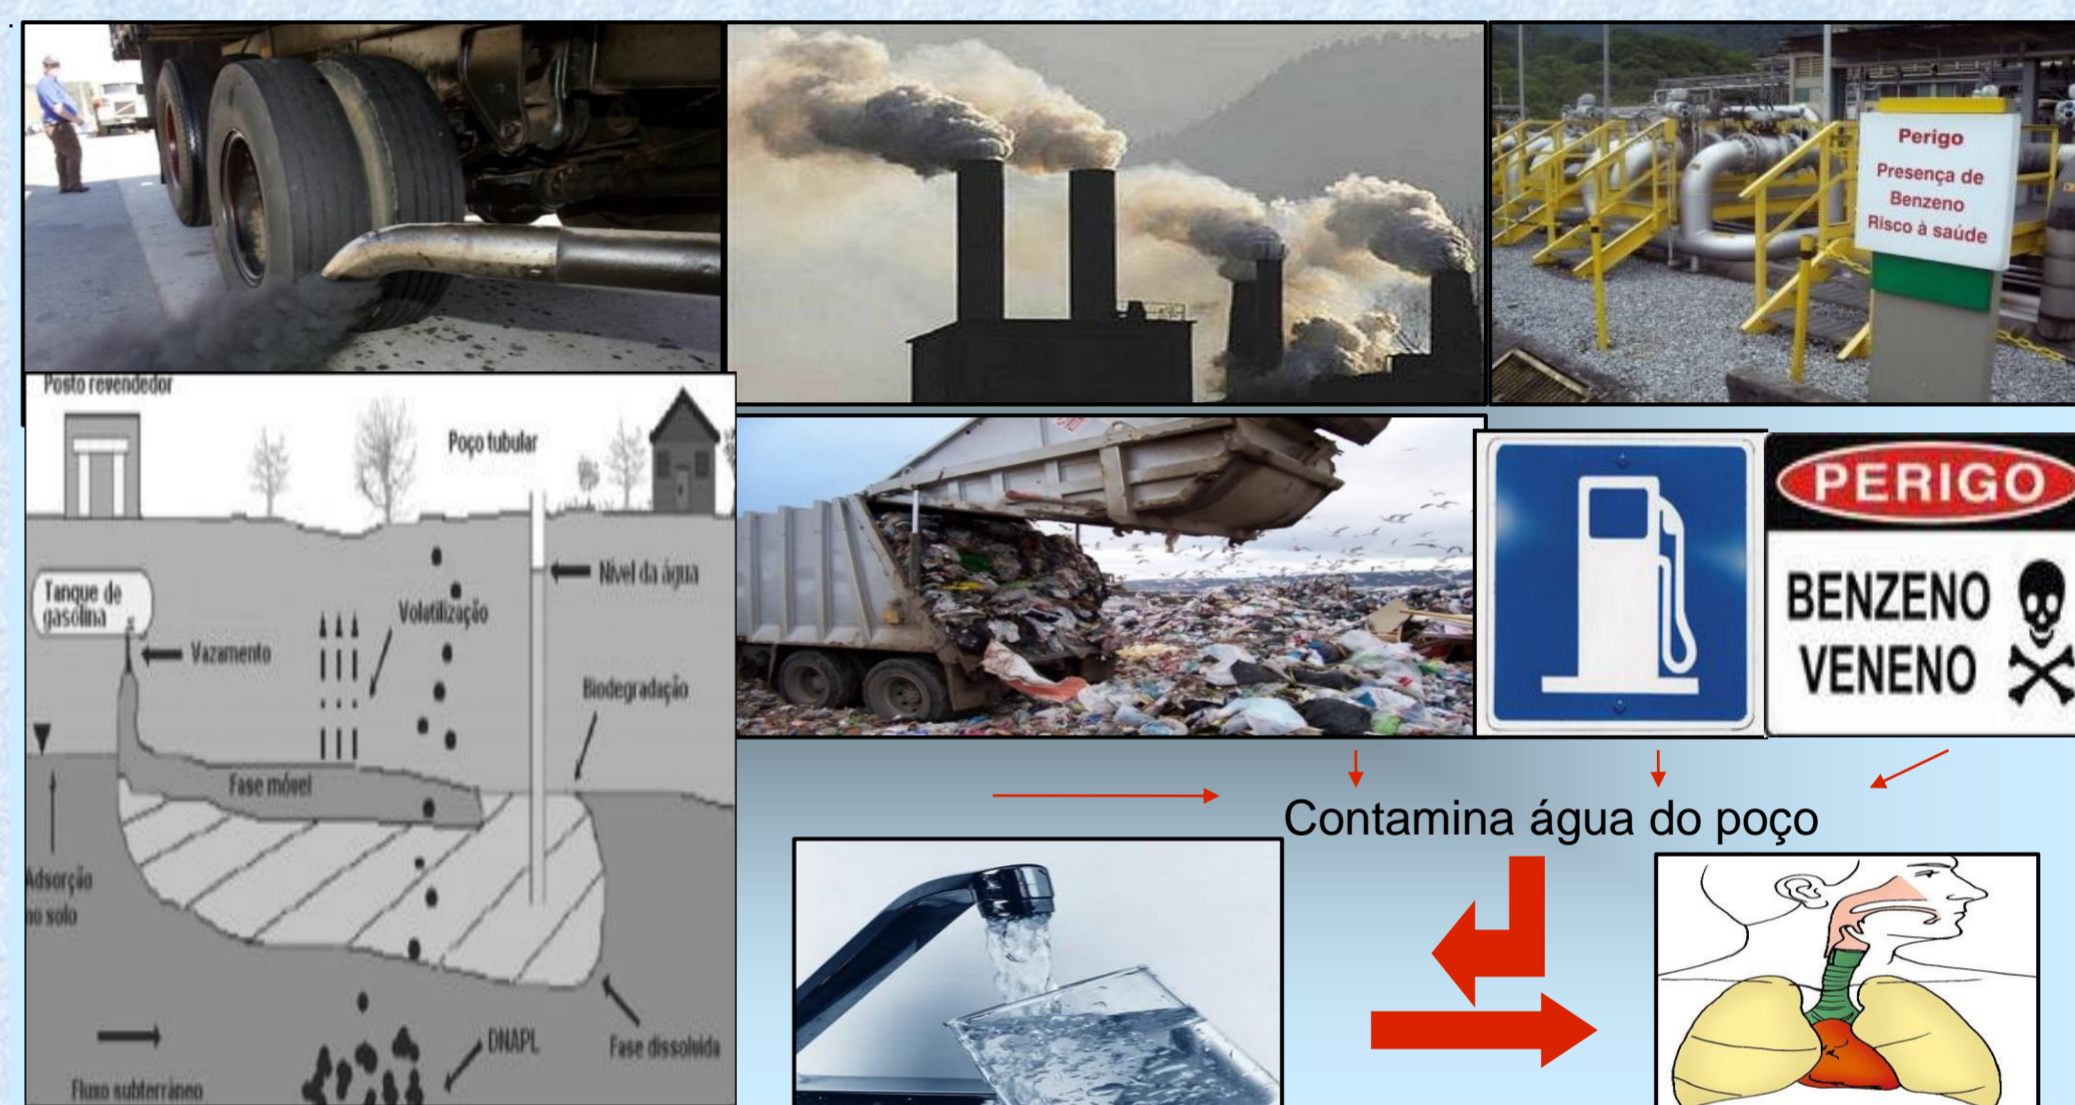 Perigo
Presença de
Benzeno
Risco à saúde
Posto revendedor
Poço tubular
Nível da água
Tanque de
gasolina
Volatilização
Vazamento
Biodegradação
Fase móvel
Adsorção
no solo
DNAPL
Fase dissolvida
Fluxo subterrâneo
PERIGO
BENZENO
VENENO
Contamina água do poço